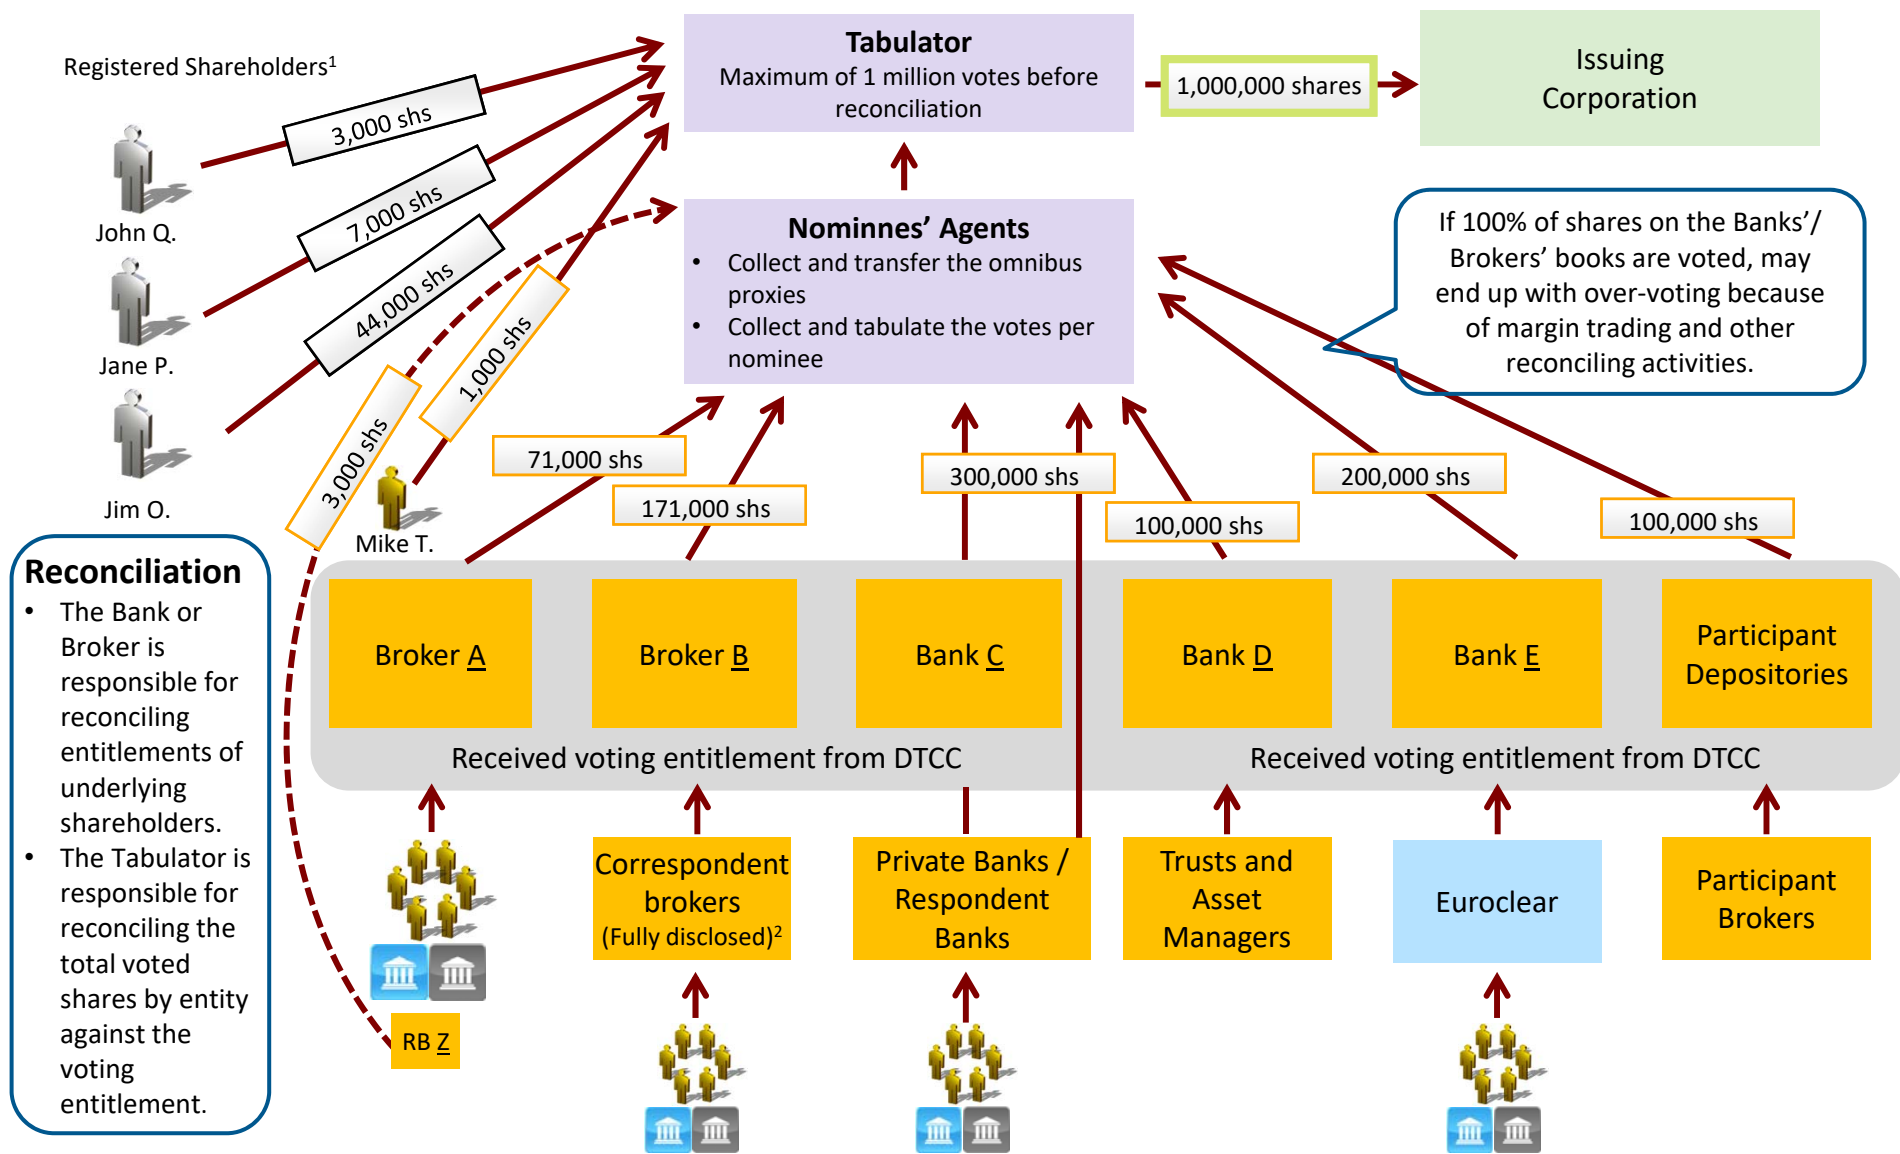 Registered Shareholders1
John Q.
Jane P.
Jim O.
Mike T.
3,000 shs
7,000 shs
44,000 shs
1,000 shs
3,000 shs
Tabulator
Maximum of 1 million votes before
reconciliation
1,000,000 shares
Issuing
Corporation
Nominnes' Agents
• Collect and transfer the omnibus
proxies
• Collect and tabulate the votes per
nominee
If 100% of shares on the Banks'/
Brokers' books are voted, may
end up with over-voting because
of margin trading and other
reconciling activities.
71,000 shs
171,000 shs
300,000 shs
100,000 shs
200,000 shs
100,000 shs
Reconciliation
• The Bank or
Broker is
responsible for
reconciling
entitlements of
underlying
shareholders.
• The Tabulator is
responsible for
reconciling the
total voted
shares by entity
against the
voting
entitlement.
Broker A
Broker B
Bank C
Bank D
Bank E
Participant
Depositories
Received voting entitlement from DTCC
Received voting entitlement from DTCC
RB Z
Correspondent
brokers
(Fully disclosed)2
Private Banks /
Respondent
Banks
Trusts and
Asset
Managers
Euroclear
Participant
Brokers